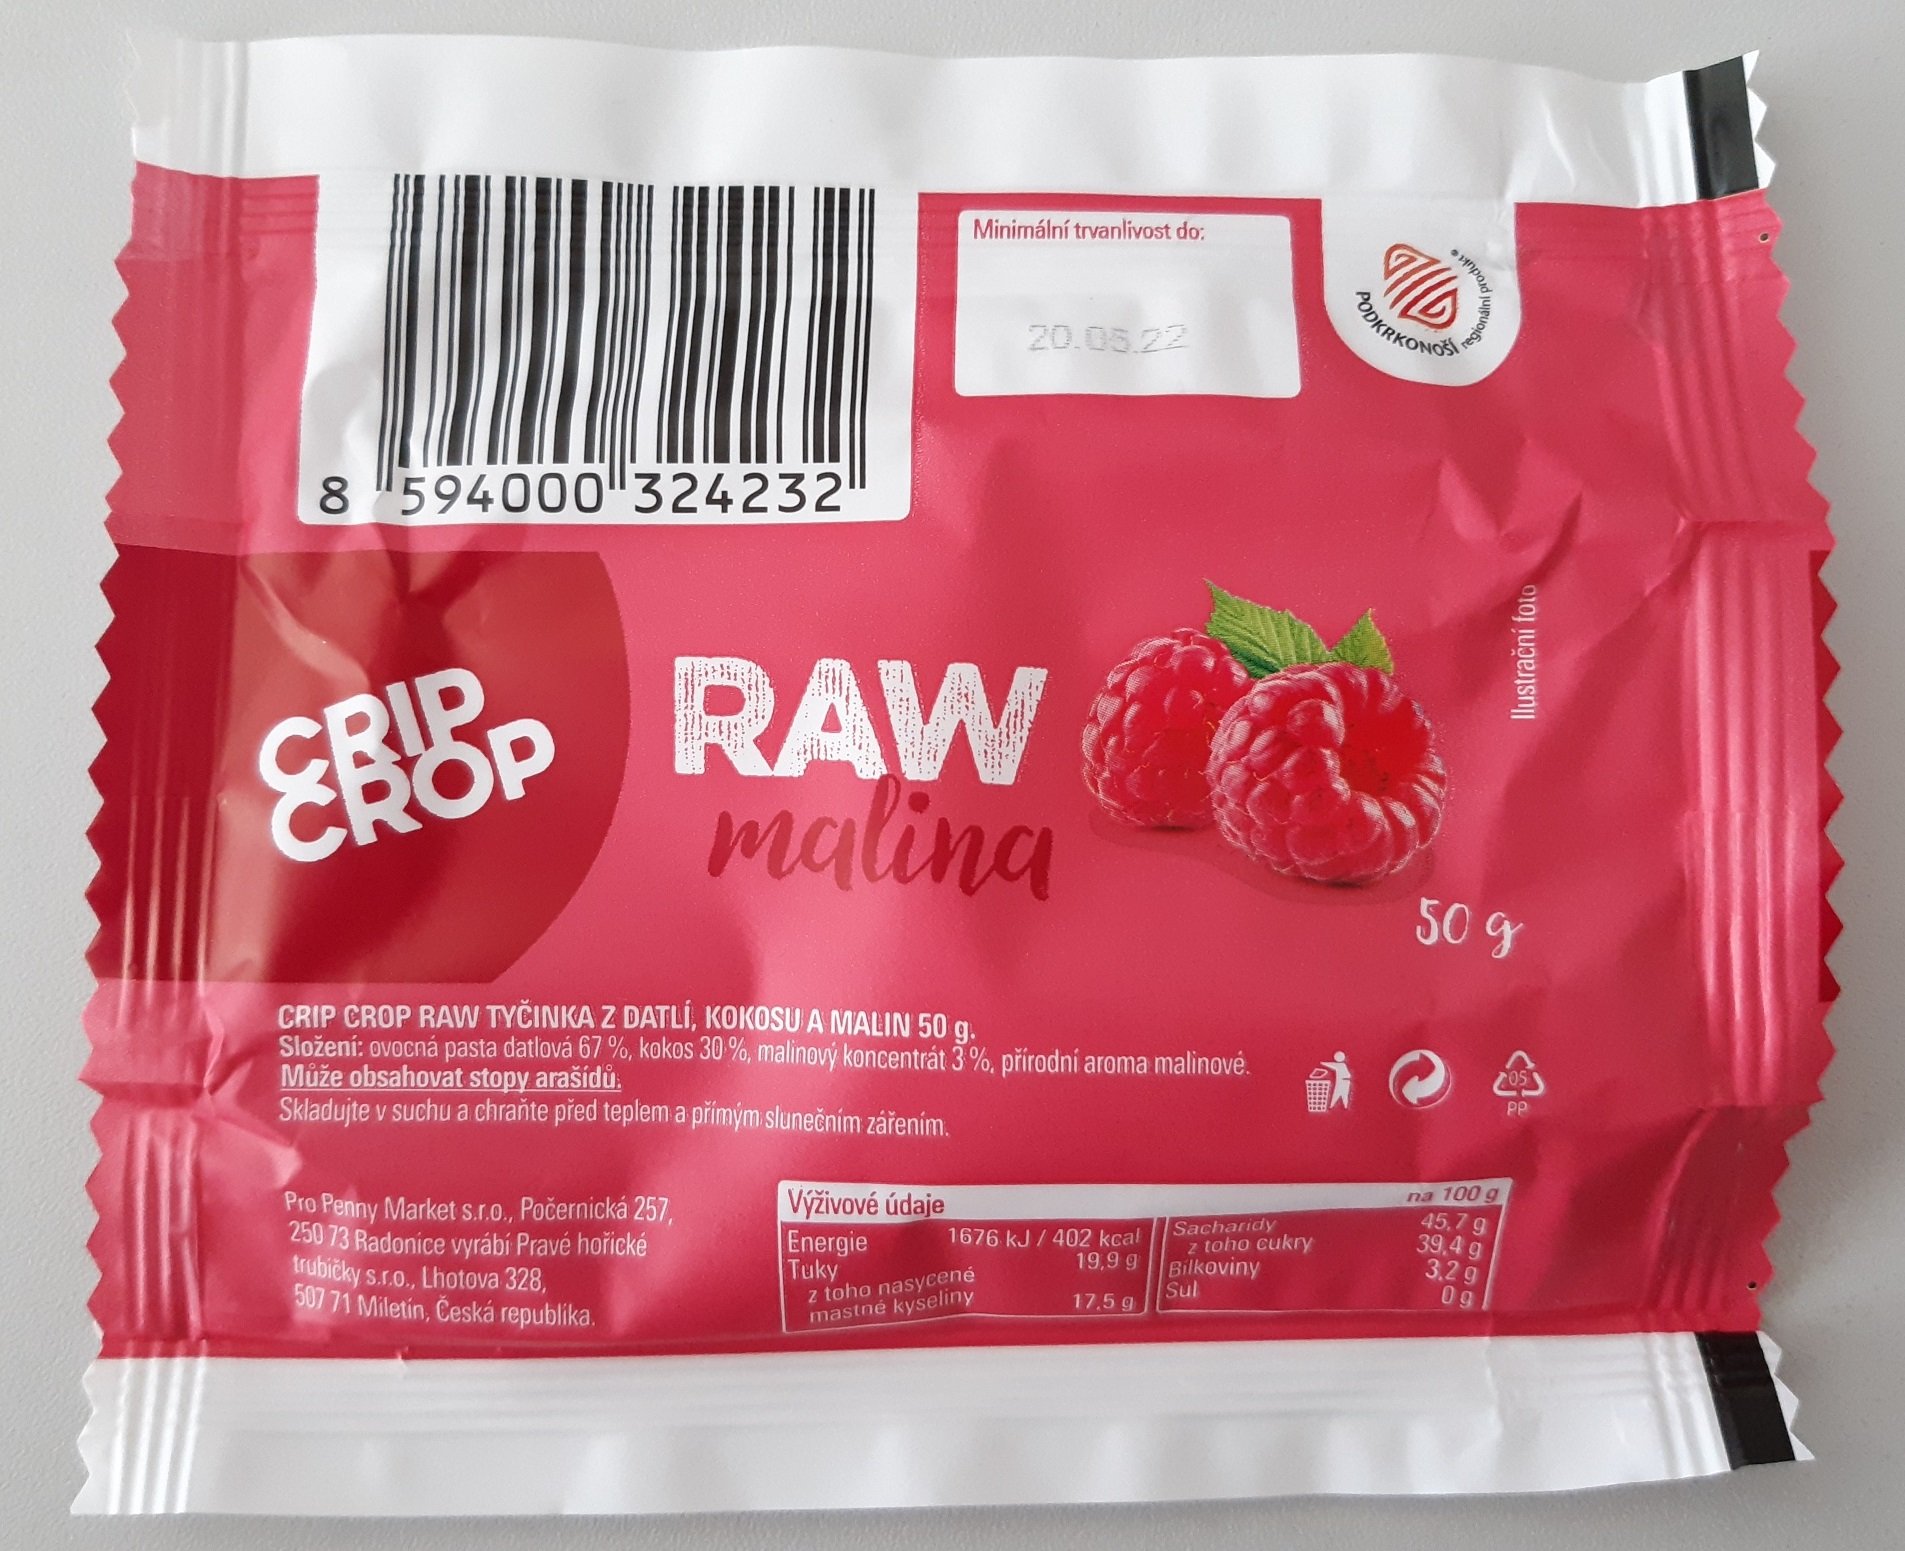 8 594000 324232
Minimální trvanlivost do:
20.05.22
PODKRKONOŠÍ regionální produkt®
CRIP
CROP
RAW
malina
Ilustrační foto
50 g
CRIP CROP RAW TYČINKA Z DATLÍ, KOKOSU A MALIN 50 g.
Složení: ovocná pasta datlová 67 %, kokos 30 %, malinový koncentrát 3 %, přírodní aroma malinové.
Může obsahovat stopy arašídů.
Skladujte v suchu a chraňte před teplem a přímým slunečním zářením.
05
PP
Pro Penny Market s.r.o., Počernická 257,
250 73 Radonice vyrábí Pravé hořické
trubičky s.r.o., Lhotova 328,
507 71 Miletín, Česká republika.
Výživové údaje na 100 g
Energie 1676 kJ / 402 kcal
Tuky 19,9 g
z toho nasycené
mastné kyseliny 17,5 g
Sacharidy 45,7 g
z toho cukry 39,4 g
Bílkoviny 3,2 g
Sůl 0 g